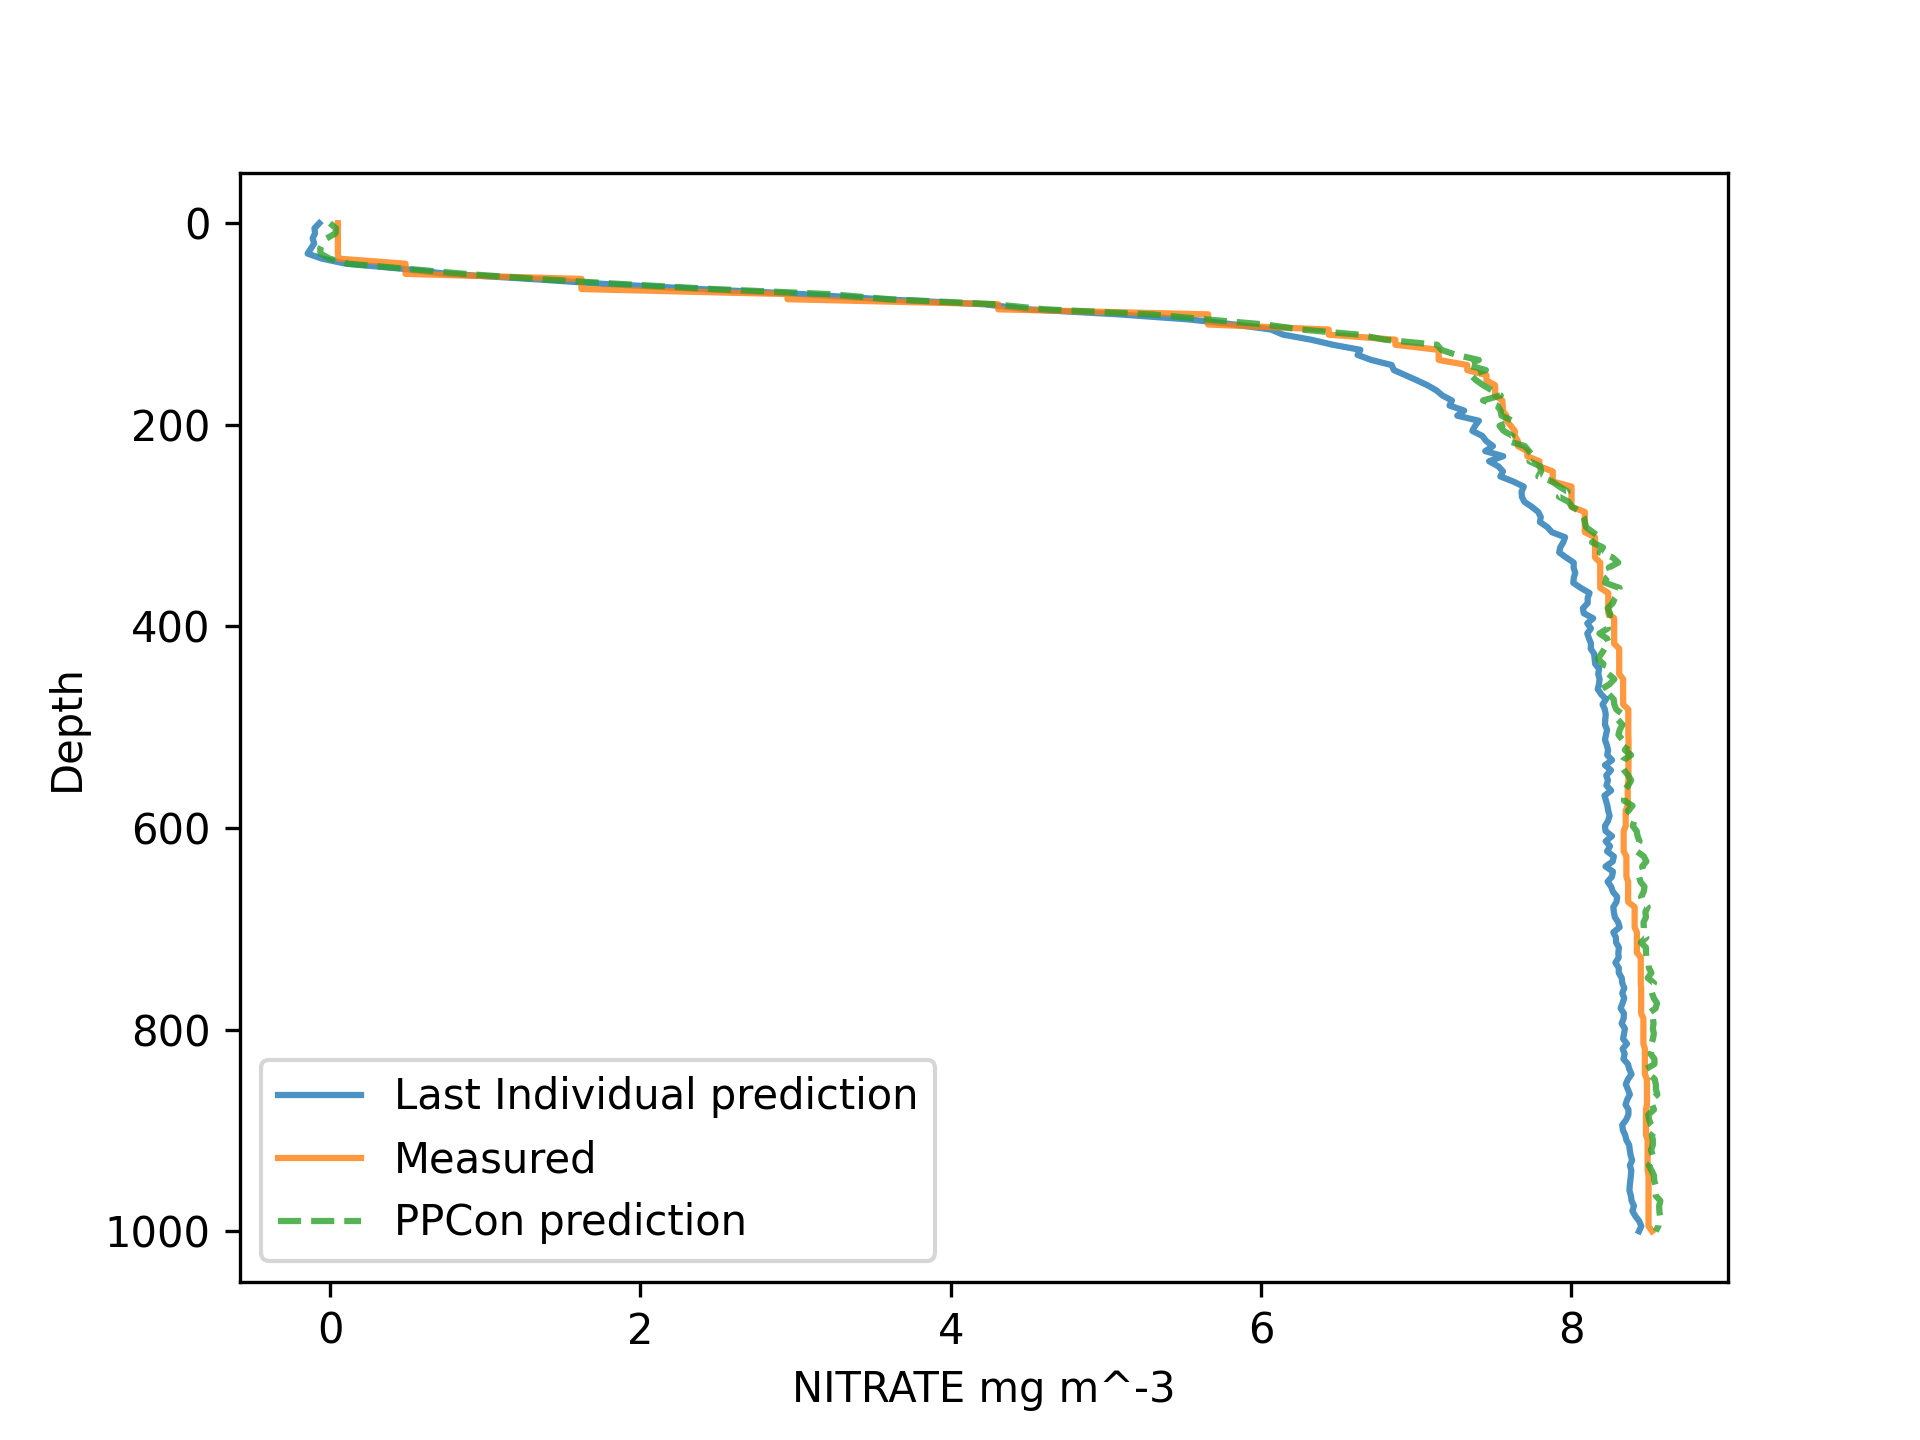 0
200
400
600
800
1000
Depth
Last Individual prediction
Measured
PPCon prediction
0 2 4 6 8
NITRATE mg m^-3